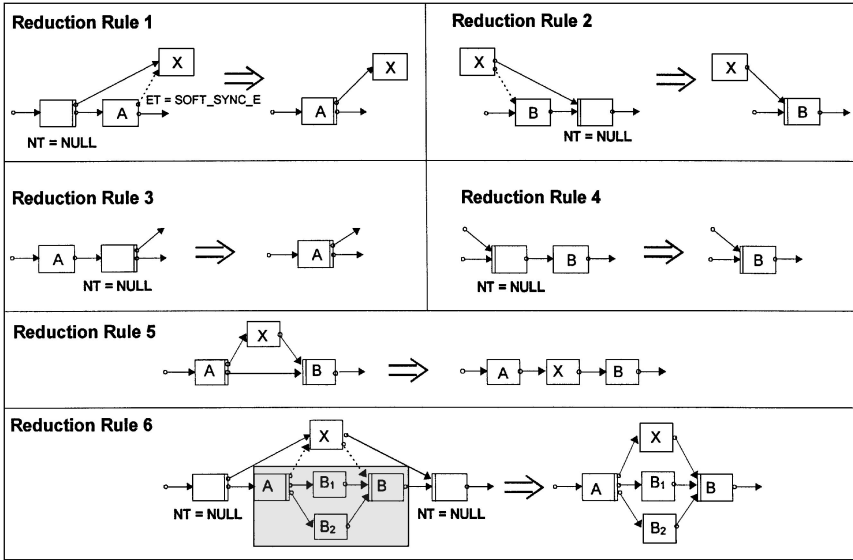 Reduction Rule 1
X
A
ET = SOFT_SYNC_E
NT = NULL
X
A
Reduction Rule 2
X
B
NT = NULL
X
B
Reduction Rule 3
A
NT = NULL
A
Reduction Rule 4
B
NT = NULL
B
Reduction Rule 5
X
A
B
A
X
B
Reduction Rule 6
X
A
B1
B
B2
NT = NULL
NT = NULL
X
A
B1
B
B2